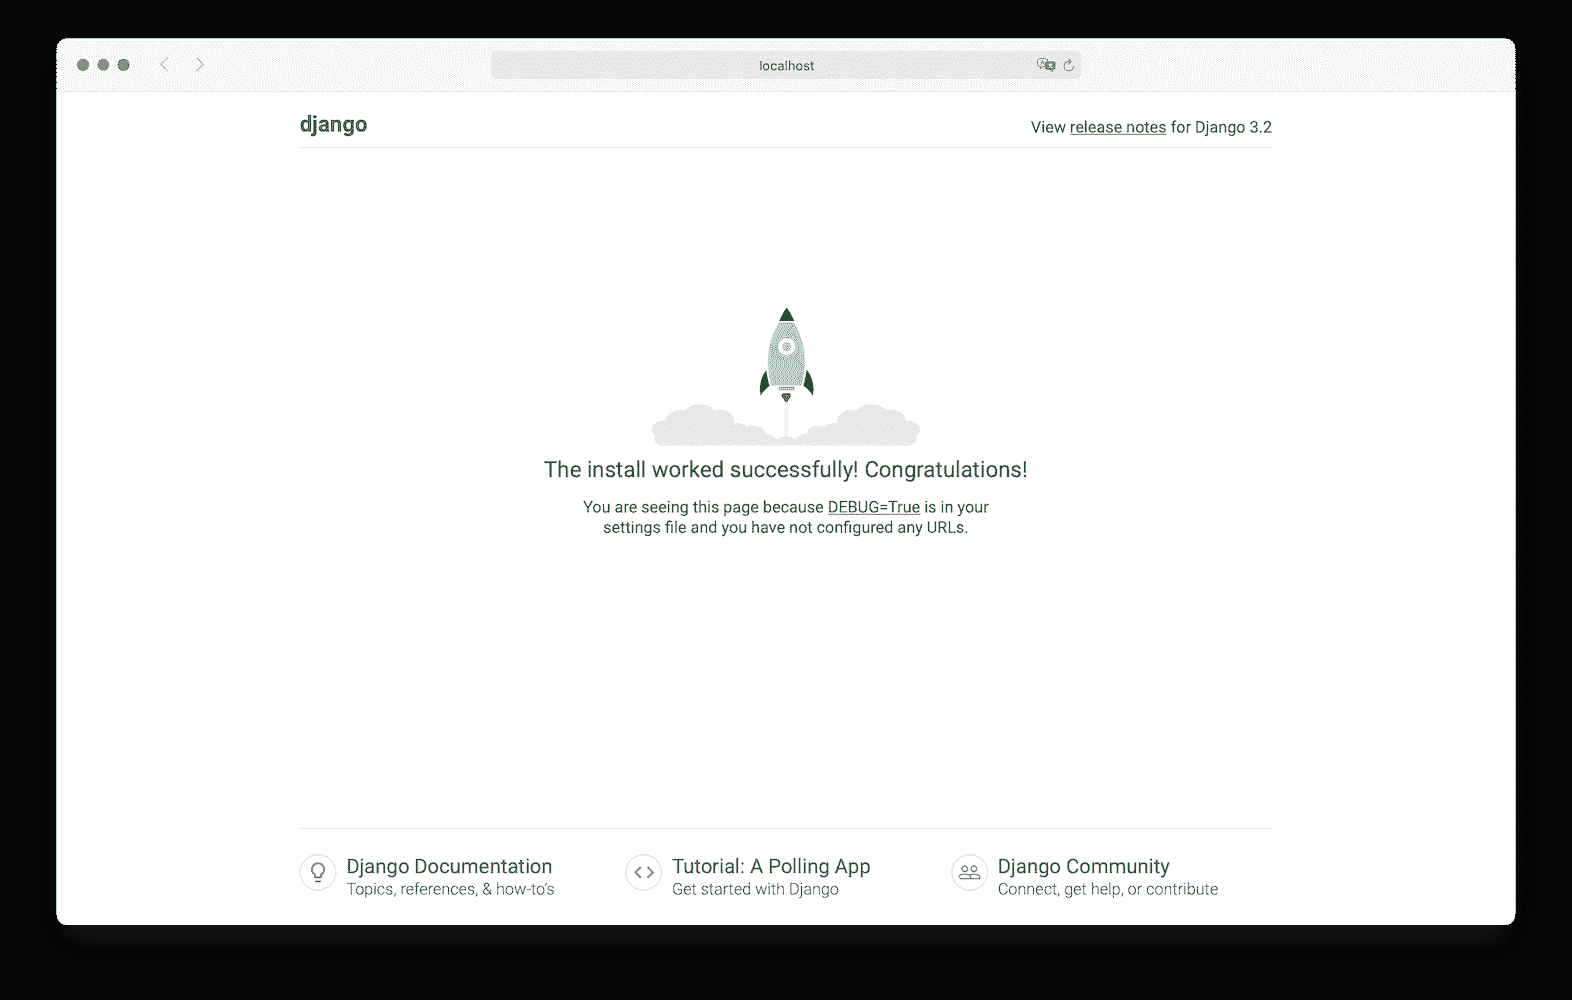 localhost
django
View release notes for Django 3.2
The install worked successfully! Congratulations!
You are seeing this page because DEBUG=True is in your
settings file and you have not configured any URLs.
Django Documentation
Topics, references, & how-to's
Tutorial: A Polling App
Get started with Django
Django Community
Connect, get help, or contribute